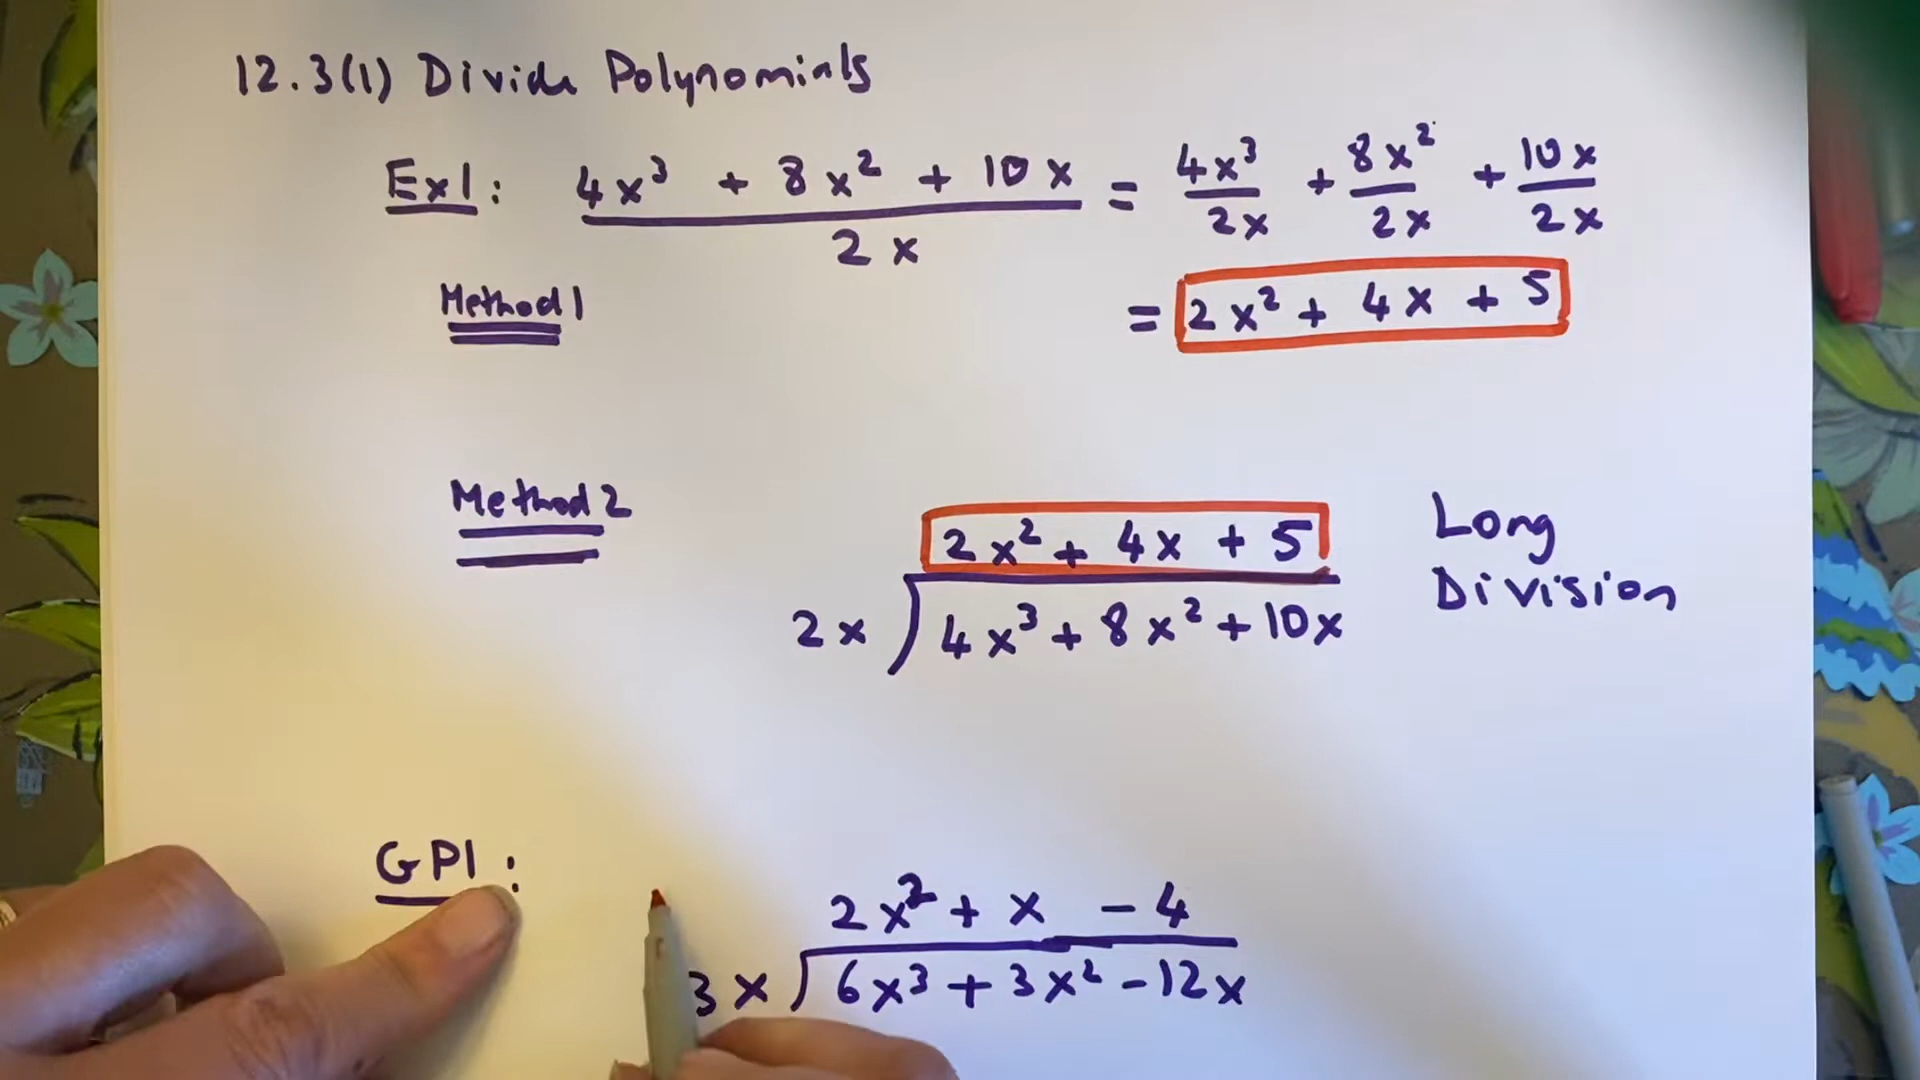 12.3(1) Divide Polynomials
Ex1: 4x³ + 8x² + 10x = 4x³ + 8x² + 10x
2x 2x 2x 2x
Method 1
= 2x² + 4x + 5
Method 2
2x² + 4x + 5
Long
Division
2x ) 4x³ + 8x² + 10x
GP1:
2x² + x - 4
3x ) 6x³ + 3x² - 12x